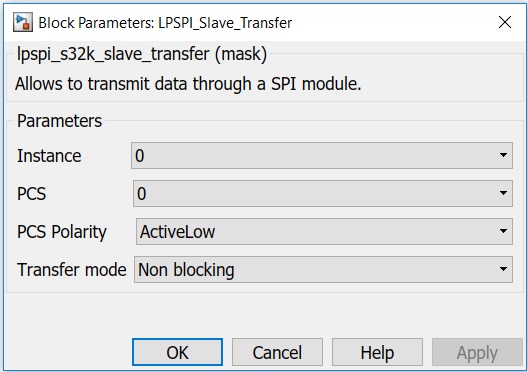 Block Parameters: LPSPI_Slave_Transfer
lpspi_s32k_slave_transfer (mask)
Allows to transmit data through a SPI module.
Parameters
Instance 0
PCS 0
PCS Polarity ActiveLow
Transfer mode Non blocking
OK Cancel Help Apply